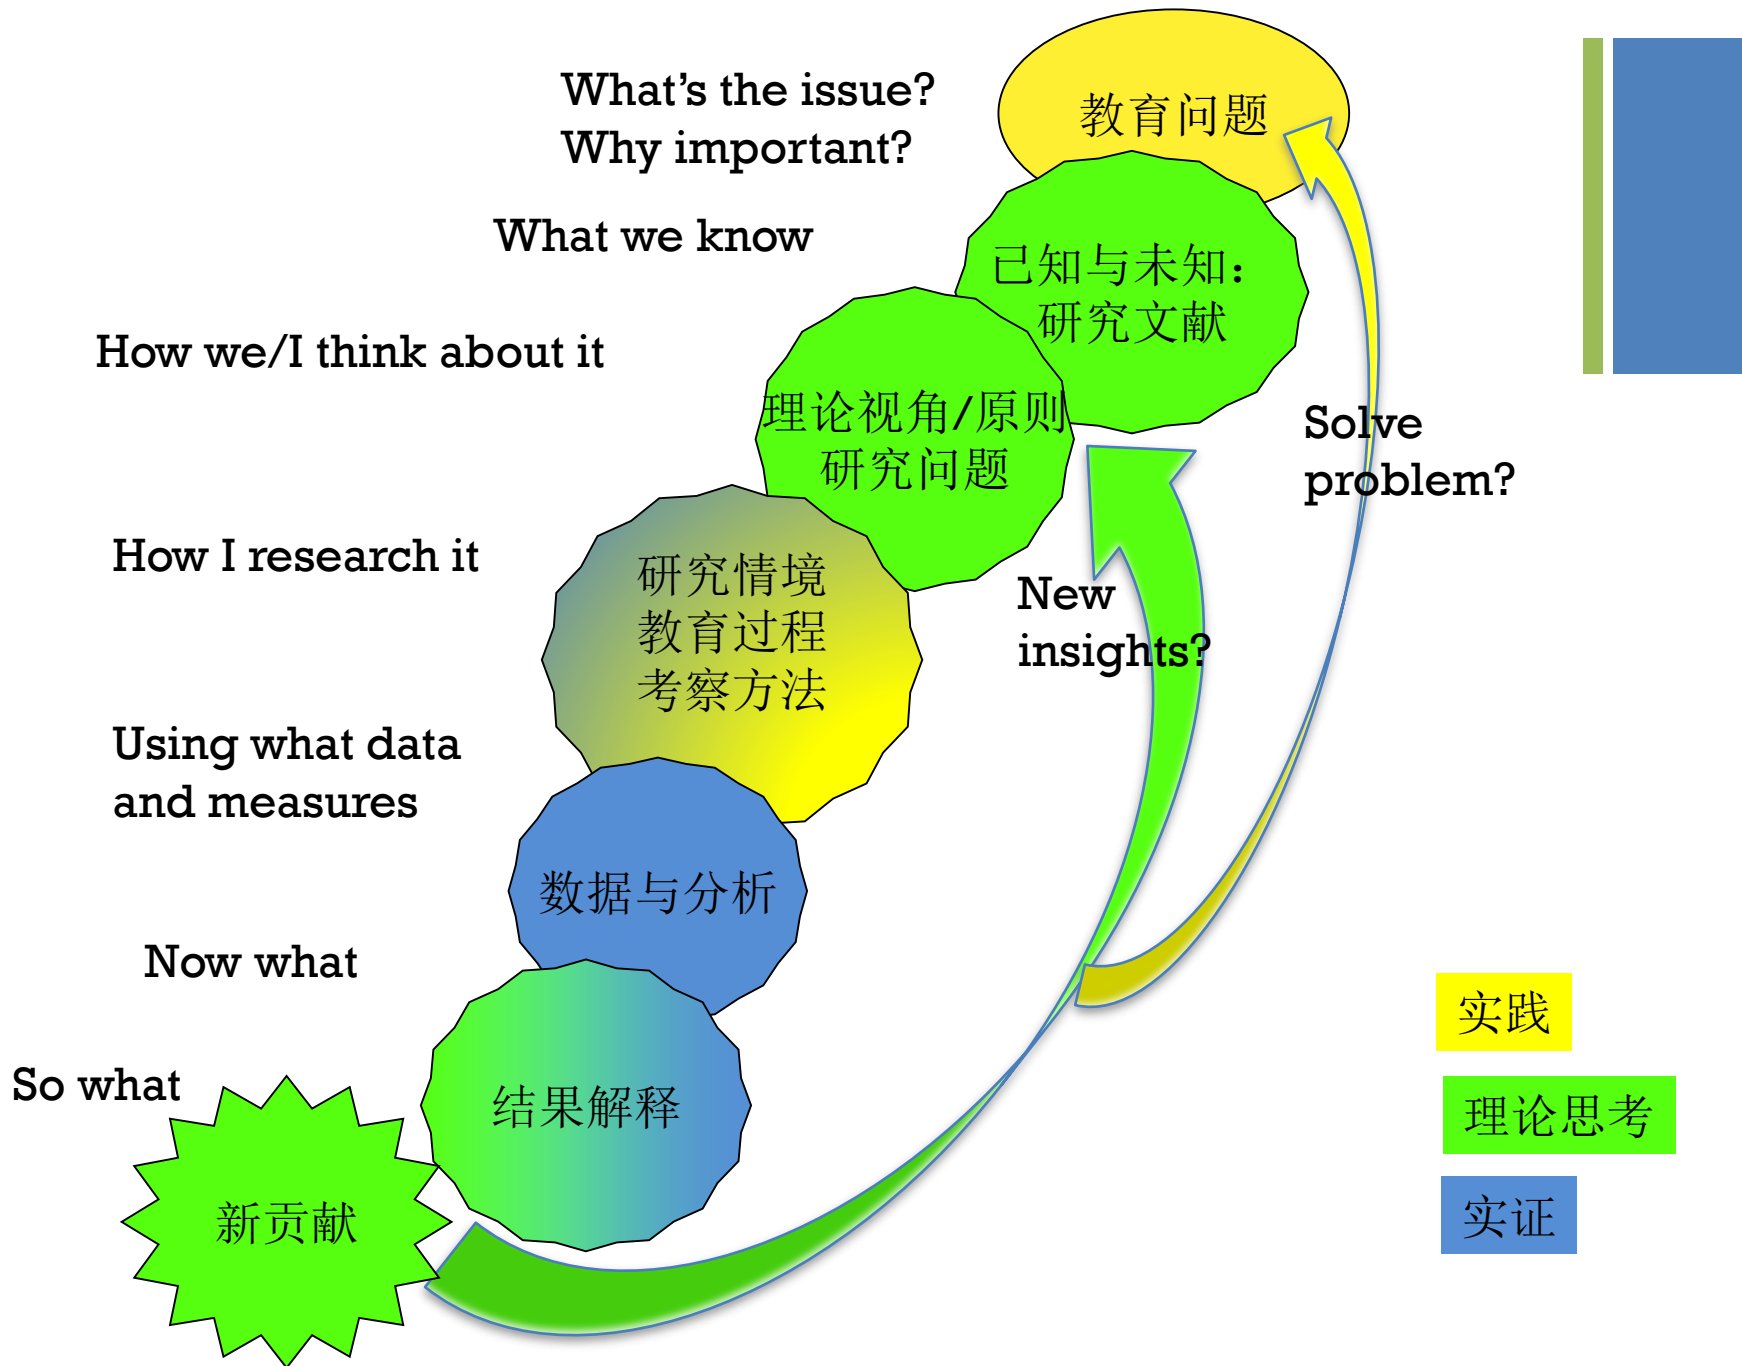 What's the issue?
Why important?
教育问题
What we know
已知与未知：
研究文献
How we/I think about it
理论视角/原则
研究问题
Solve
problem?
How I research it
研究情境
教育过程
考察方法
New
insights?
Using what data
and measures
数据与分析
Now what
结果解释
So what
新贡献
实践
理论思考
实证